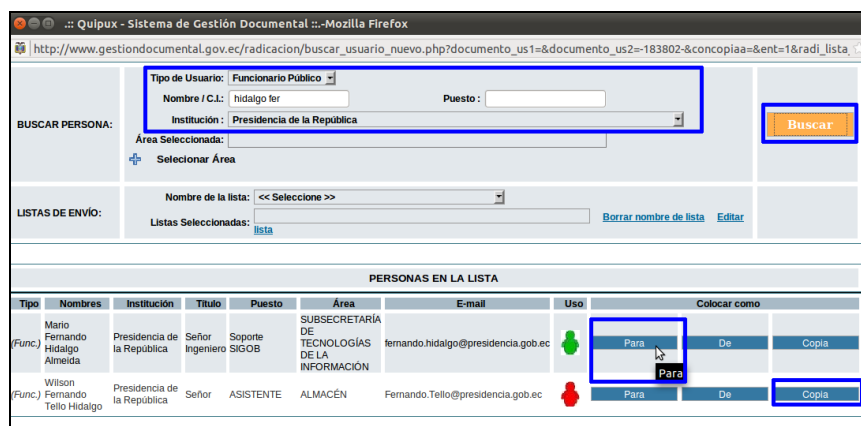 .:: Quipux - Sistema de Gestión Documental ::.-Mozilla Firefox
http://www.gestiondocumental.gov.ec/radicacion/buscar_usuario_nuevo.php?documento_us1=&documento_us2=-183802-&concopiaa=&ent=1&radi_lista_
Tipo de Usuario: Funcionario Público
Nombre / C.I.: hidalgo fer Puesto :
Institución : Presidencia de la República
BUSCAR PERSONA:
Buscar
Área Seleccionada:
Selecionar Área
Nombre de la lista: << Seleccione >>
LISTAS DE ENVÍO:
Listas Seleccionadas:
Borrar nombre de lista Editar
lista
PERSONAS EN LA LISTA
Tipo Nombres Institución Título Puesto Área E-mail Uso Colocar como
(Func.) Mario Fernando Hidalgo Almeida Presidencia de la República Señor Ingeniero Soporte SIGOB SUBSECRETARÍA DE TECNOLOGÍAS DE LA INFORMACIÓN fernando.hidalgo@presidencia.gob.ec Para De Copia
Para
(Func.) Wilson Fernando Tello Hidalgo Presidencia de la República Señor ASISTENTE ALMACÉN Fernando.Tello@presidencia.gob.ec Para De Copia